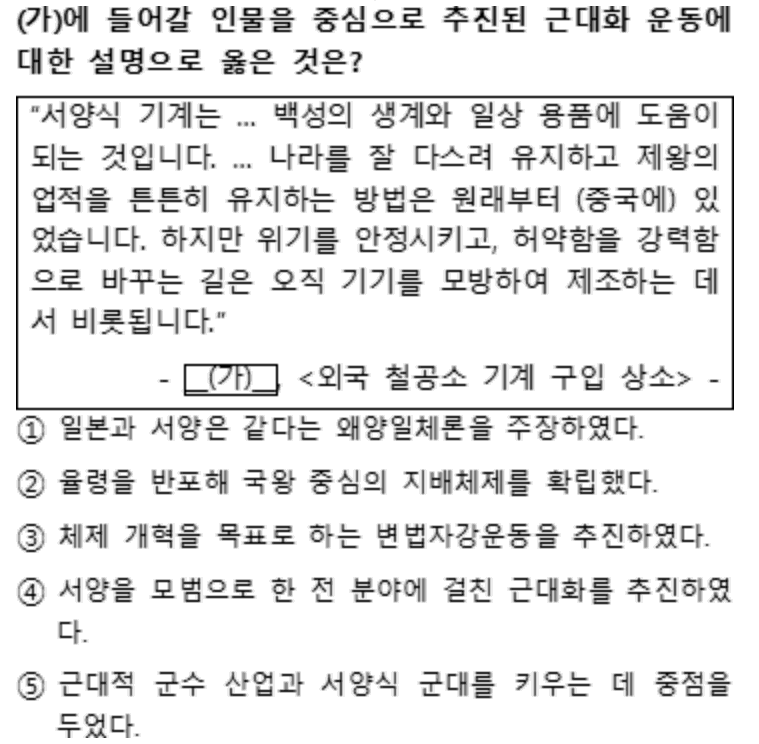 (가)에 들어갈 인물을 중심으로 추진된 근대화 운동에
대한 설명으로 옳은 것은?
“서양식 기계는 ... 백성의 생계와 일상 용품에 도움이
되는 것입니다. ... 나라를 잘 다스려 유지하고 제왕의
업적을 튼튼히 유지하는 방법은 원래부터 (중국에) 있
었습니다. 하지만 위기를 안정시키고, 허약함을 강력함
으로 바꾸는 길은 오직 기기를 모방하여 제조하는 데
서 비롯됩니다.”
- (가), <외국 철공소 기계 구입 상소> -
① 일본과 서양은 같다는 왜양일체론을 주장하였다.
② 율령을 반포해 국왕 중심의 지배체제를 확립했다.
③ 체제 개혁을 목표로 하는 변법자강운동을 추진하였다.
④ 서양을 모범으로 한 전 분야에 걸친 근대화를 추진하였
다.
⑤ 근대적 군수 산업과 서양식 군대를 키우는 데 중점을
두었다.